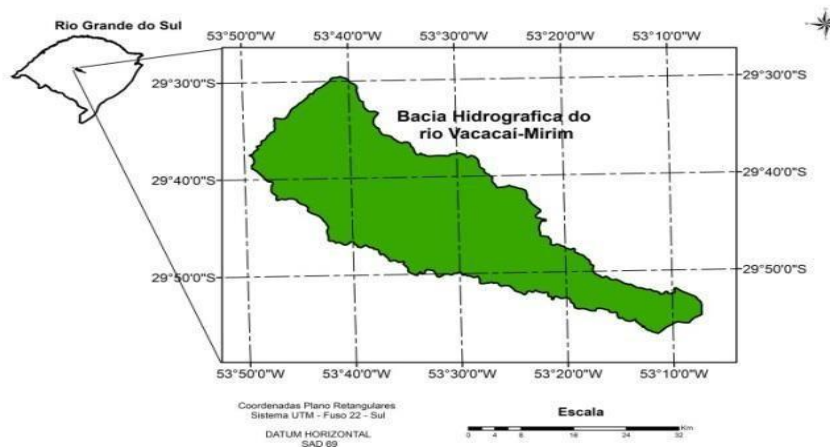 Rio Grande do Sul
53°50'0"W 53°40'0"W 53°30'0"W 53°20'0"W 53°10'0"W
29°30'0"S 29°30'0"S
Bacia Hidrografica do
rio Vacacaí-Mirim
29°40'0"S 29°40'0"S
29°50'0"S 29°50'0"S
53°50'0"W 53°40'0"W 53°30'0"W 53°20'0"W 53°10'0"W
Coordenadas Plano Retangulares
Sistema UTM - Fuso 22 - Sul
Escala
DATUM HORIZONTAL
SAD 69
Km
0 4 8 16 24 32